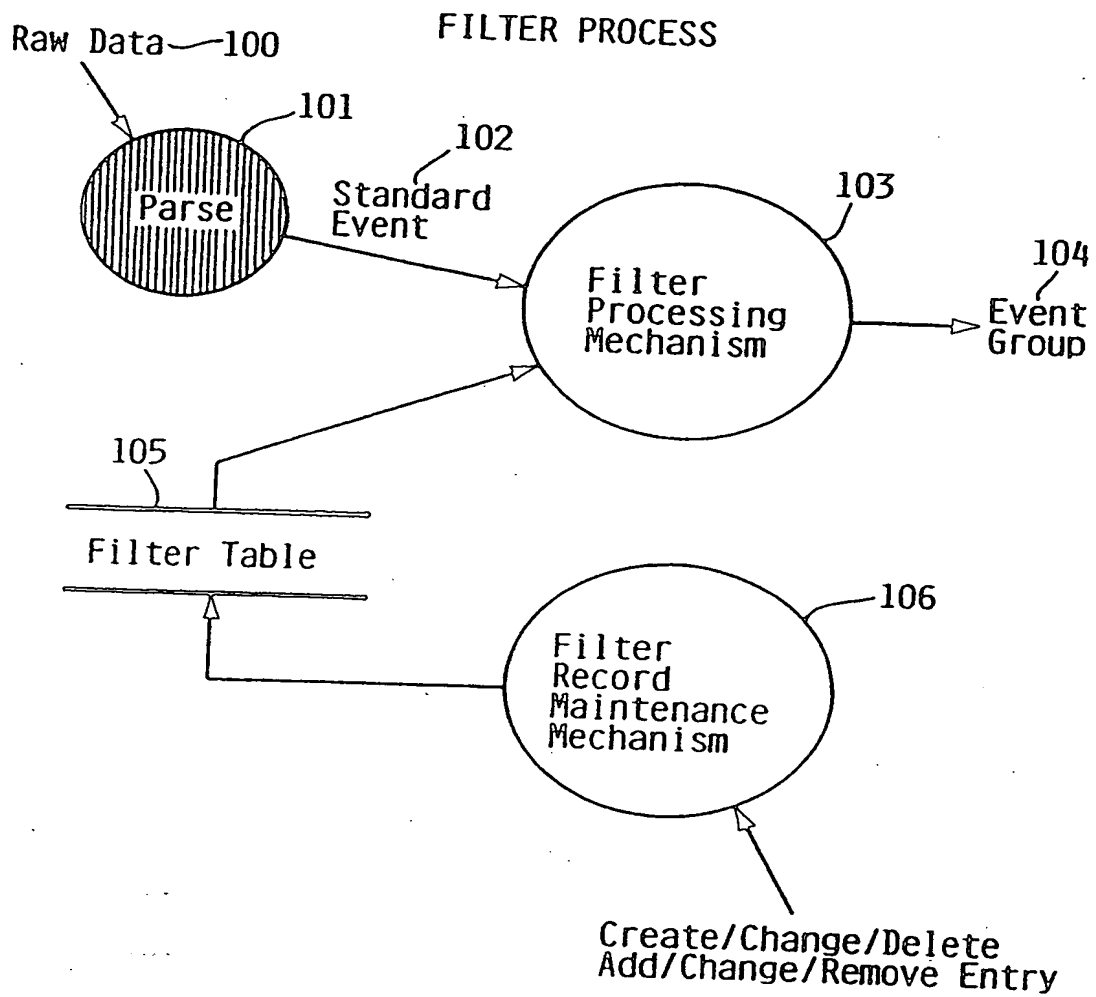 FILTER PROCESS
Raw Data 100
101
Parse
102
Standard
Event
103
Filter
Processing
Mechanism
104
Event
Group
105
Filter Table
106
Filter
Record
Maintenance
Mechanism
Create/Change/Delete
Add/Change/Remove Entry